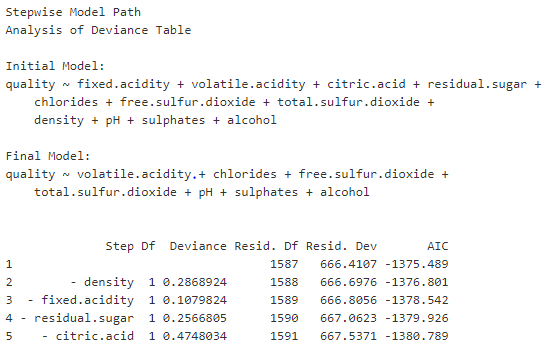 Stepwise Model Path
Analysis of Deviance Table

Initial Model:
quality ~ fixed.acidity + volatile.acidity + citric.acid + residual.sugar +
    chlorides + free.sulfur.dioxide + total.sulfur.dioxide +
    density + pH + sulphates + alcohol

Final Model:
quality ~ volatile.acidity.+ chlorides + free.sulfur.dioxide +
    total.sulfur.dioxide + pH + sulphates + alcohol

              Step Df  Deviance Resid. Df Resid. Dev       AIC
1                                    1587   666.4107 -1375.489
2        - density  1 0.2868924      1588   666.6976 -1376.801
3  - fixed.acidity  1 0.1079824      1589   666.8056 -1378.542
4 - residual.sugar  1 0.2566805      1590   667.0623 -1379.926
5    - citric.acid  1 0.4748034      1591   667.5371 -1380.789